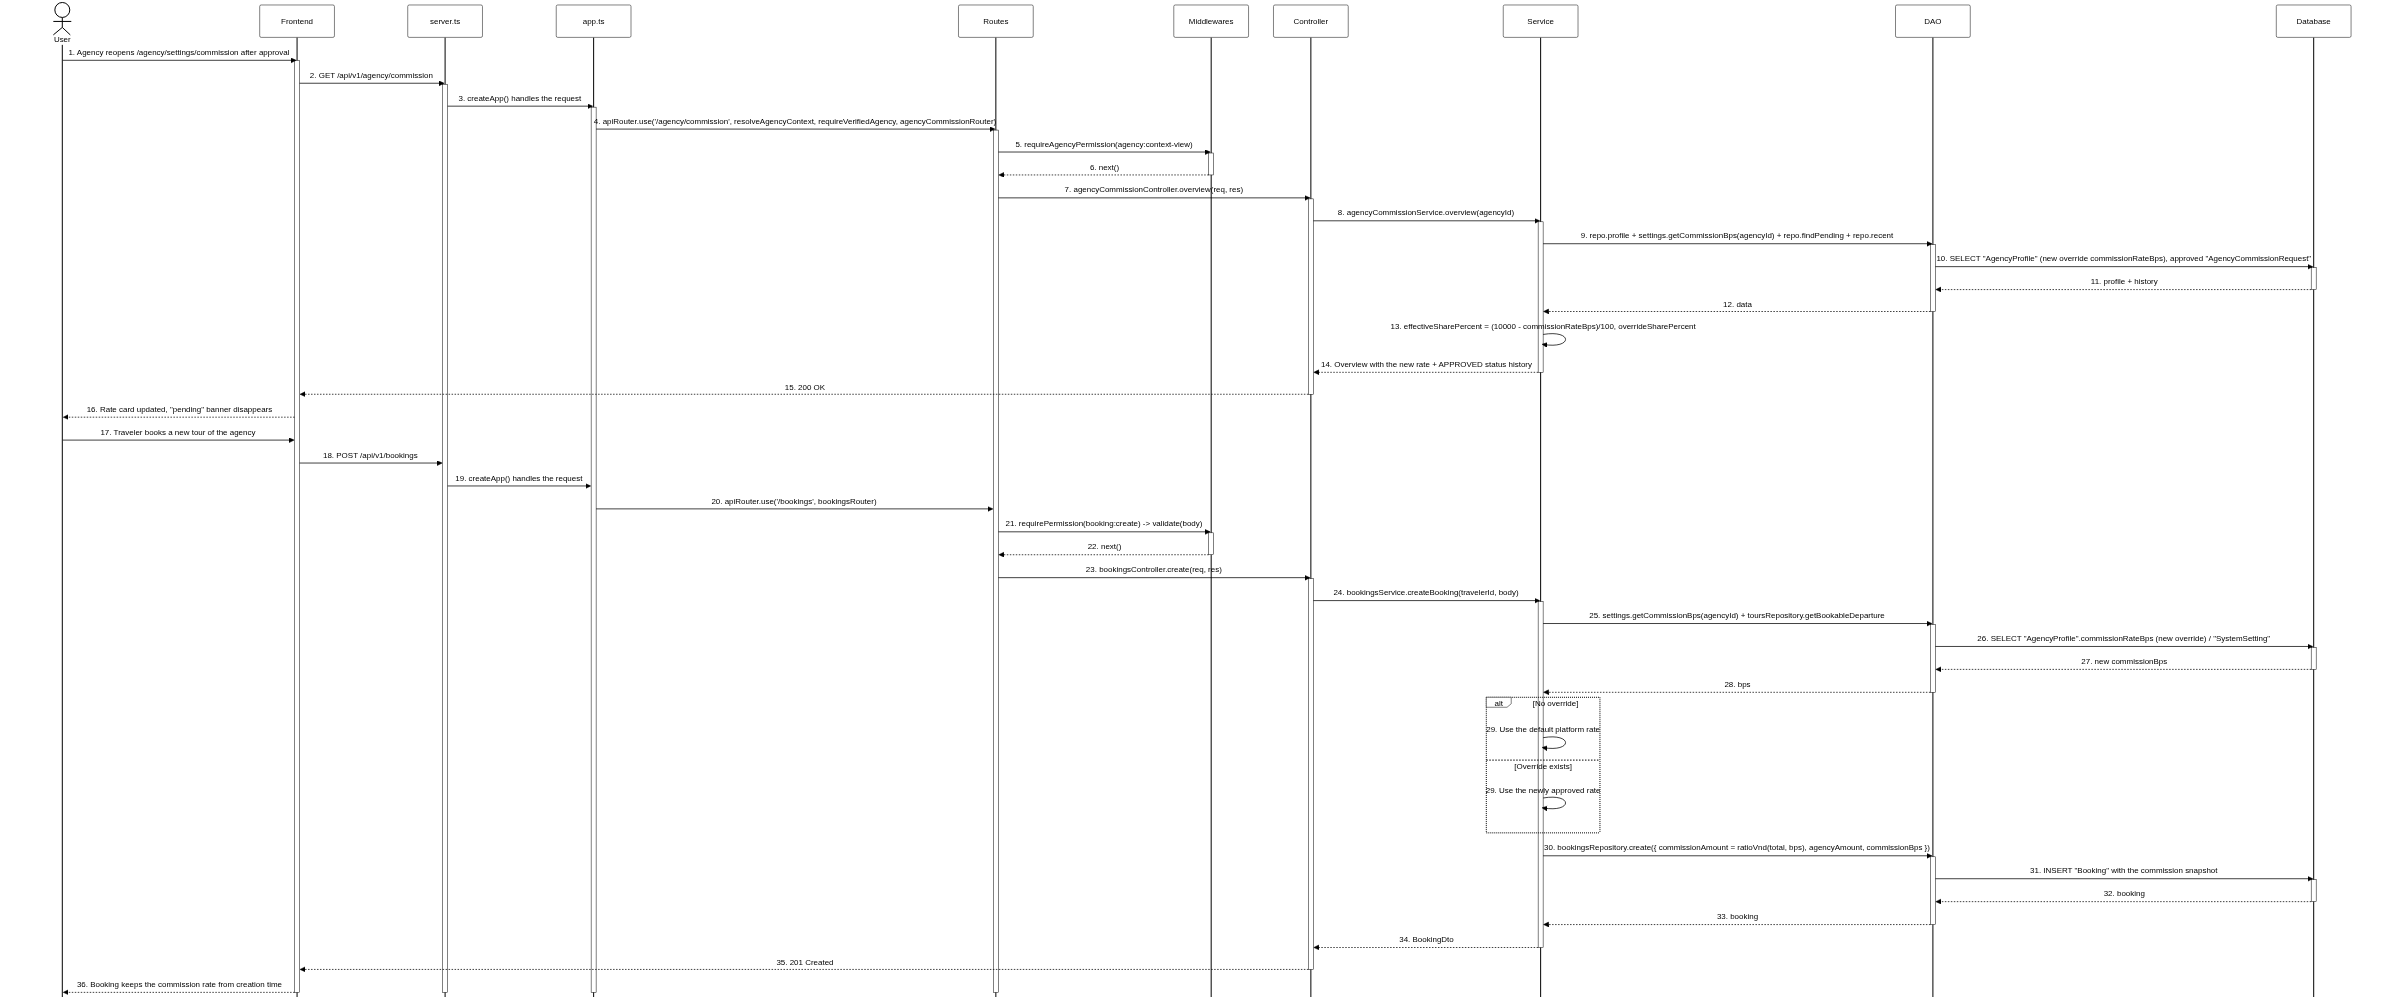 User
Frontend
server.ts
app.ts
Routes
Middlewares
Controller
Service
DAO
Database
1. Agency reopens /agency/settings/commission after approval
2. GET /api/v1/agency/commission
3. createApp() handles the request
4. apiRouter.use('/agency/commission', resolveAgencyContext, requireVerifiedAgency, agencyCommissionRouter)
5. requireAgencyPermission(agency:context-view)
6. next()
7. agencyCommissionController.overview(req, res)
8. agencyCommissionService.overview(agencyId)
9. repo.profile + settings.getCommissionBps(agencyId) + repo.findPending + repo.recent
10. SELECT "AgencyProfile" (new override commissionRateBps), approved "AgencyCommissionRequest"
11. profile + history
12. data
13. effectiveSharePercent = (10000 - commissionRateBps)/100, overrideSharePercent
14. Overview with the new rate + APPROVED status history
15. 200 OK
16. Rate card updated, "pending" banner disappears
17. Traveler books a new tour of the agency
18. POST /api/v1/bookings
19. createApp() handles the request
20. apiRouter.use('/bookings', bookingsRouter)
21. requirePermission(booking:create) -> validate(body)
22. next()
23. bookingsController.create(req, res)
24. bookingsService.createBooking(travelerId, body)
25. settings.getCommissionBps(agencyId) + toursRepository.getBookableDeparture
26. SELECT "AgencyProfile".commissionRateBps (new override) / "SystemSetting"
27. new commissionBps
28. bps
alt [No override]
29. Use the default platform rate
[Override exists]
29. Use the newly approved rate
30. bookingsRepository.create({ commissionAmount = ratioVnd(total, bps), agencyAmount, commissionBps })
31. INSERT "Booking" with the commission snapshot
32. booking
33. booking
34. BookingDto
35. 201 Created
36. Booking keeps the commission rate from creation time